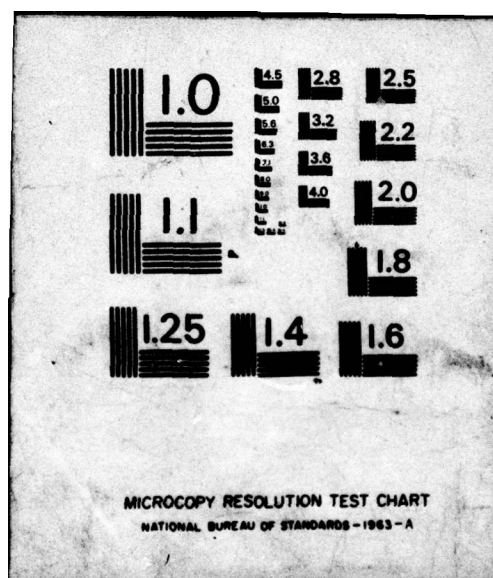 1.0
4.5 2.8 2.5
5.0
5.6 3.2 2.2
6.3
7.1 3.6
4.0 2.0
1.1
1.8
1.25 1.4 1.6
MICROCOPY RESOLUTION TEST CHART
NATIONAL BUREAU OF STANDARDS-1963-A